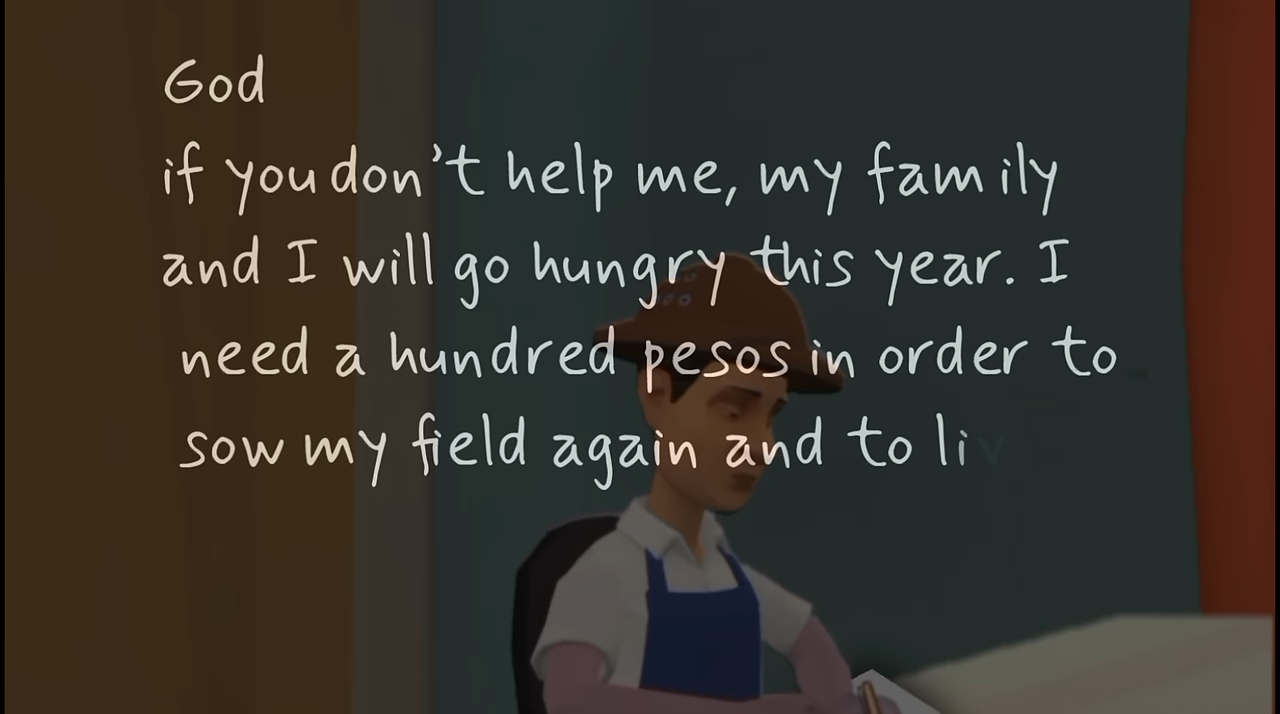 God
if you don't help me, my family
and I will go hungry this year. I
need a hundred pesos in order to
sow my field again and to liv